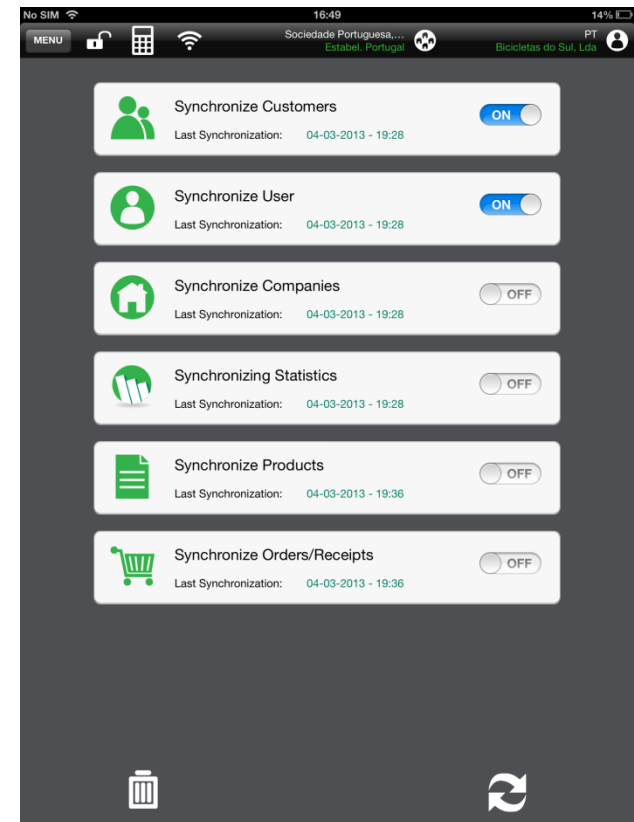 No SIM 16:49 14%
MENU Sociedade Portuguesa,... PT
Estabel. Portugal Bicicletas do Sul, Lda
Synchronize Customers ON
Last Synchronization: 04-03-2013 - 19:28
Synchronize User ON
Last Synchronization: 04-03-2013 - 19:28
Synchronize Companies OFF
Last Synchronization: 04-03-2013 - 19:28
Synchronizing Statistics OFF
Last Synchronization: 04-03-2013 - 19:28
Synchronize Products OFF
Last Synchronization: 04-03-2013 - 19:36
Synchronize Orders/Receipts OFF
Last Synchronization: 04-03-2013 - 19:36